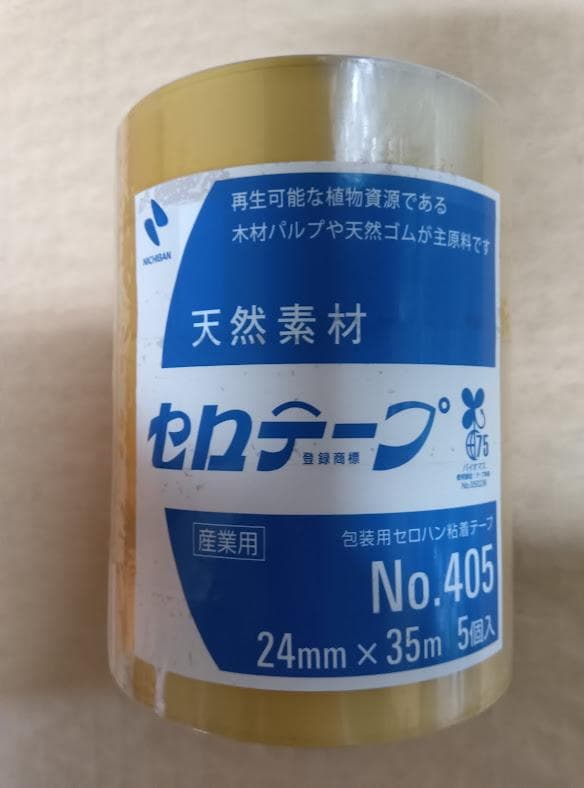 再生可能な植物資源である
木材パルプや天然ゴムが主原料です
NICHIBAN
天然素材
セロテープ
登録商標
75
バイオマス
産業用
包装用セロハン粘着テープ
No.405
24mm×35m 5個入